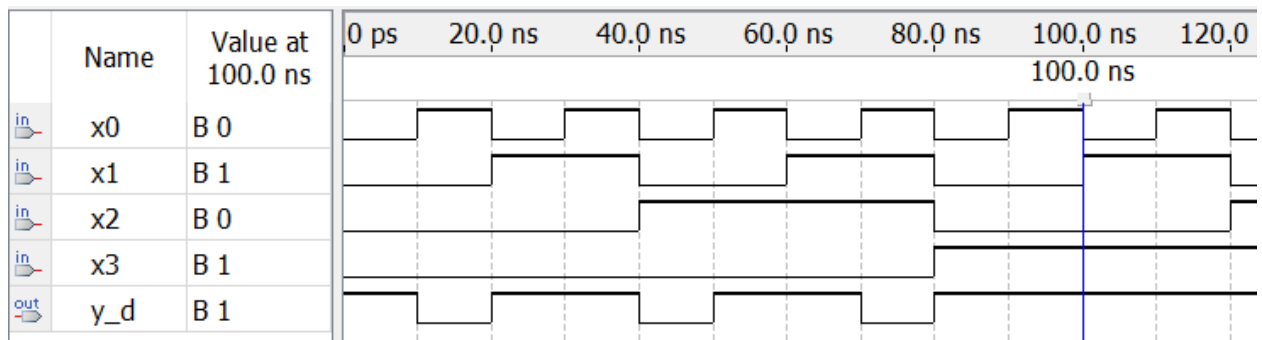 Name Value at 100.0 ns
0 ps 20.0 ns 40.0 ns 60.0 ns 80.0 ns 100.0 ns 120.0
100.0 ns
in x0 B 0
in x1 B 1
in x2 B 0
in x3 B 1
out y_d B 1